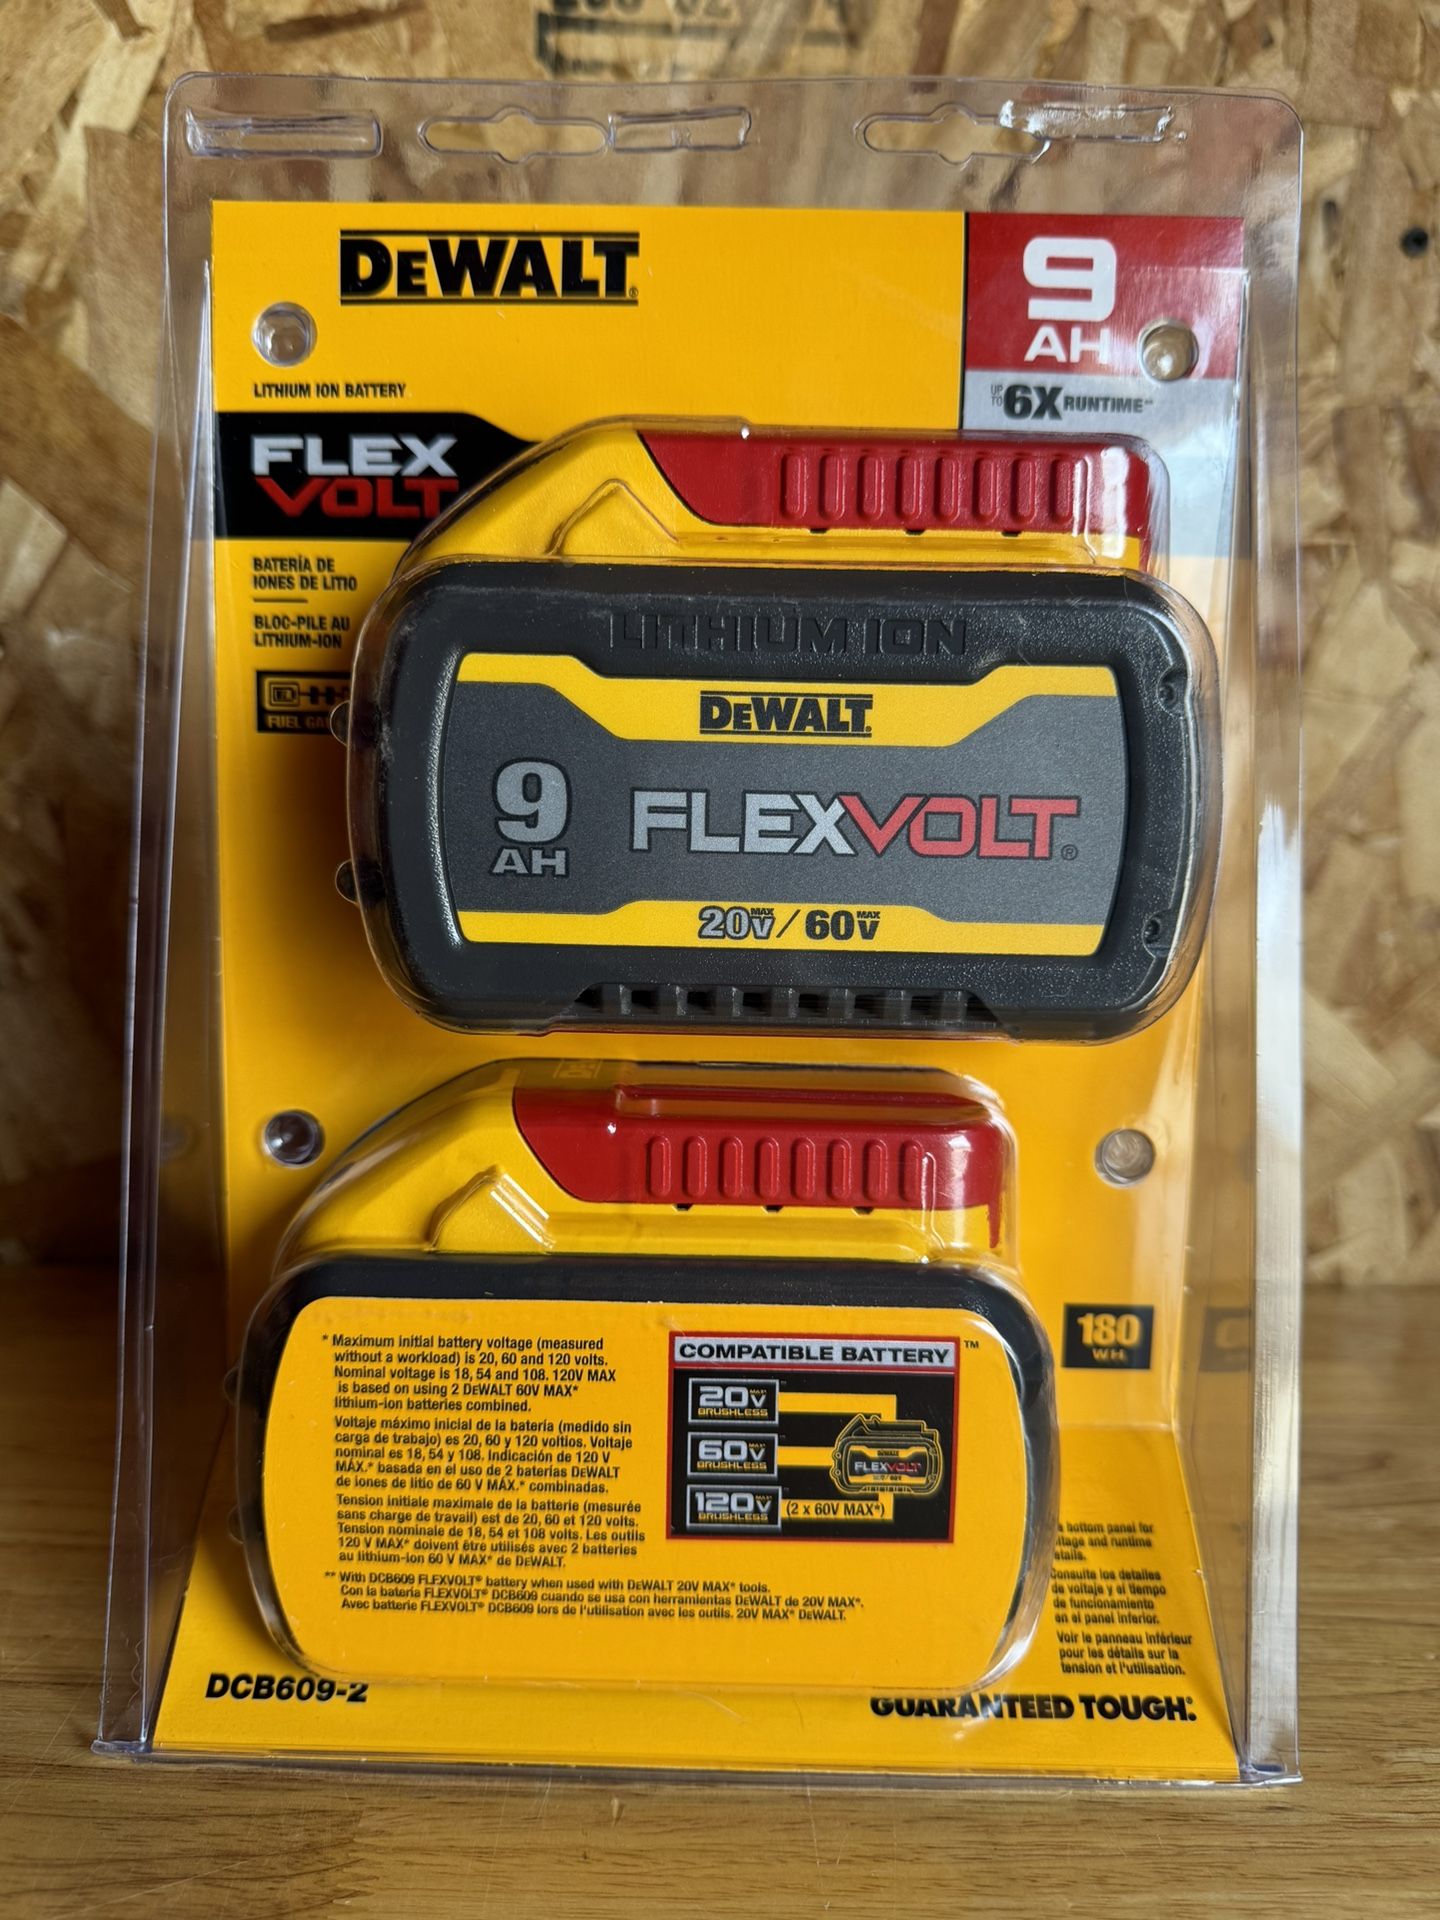 DEWALT®
9
AH
UP TO 6X RUNTIME**
LITHIUM ION BATTERY
FLEX
VOLT
BATERÍA DE
IONES DE LITIO
BLOC-PILE AU
LITHIUM-ION
FUEL
LITHIUM ION
DEWALT
9
AH
FLEXVOLT®
20V MAX / 60V MAX
* Maximum initial battery voltage (measured
without a workload) is 20, 60 and 120 volts.
Nominal voltage is 18, 54 and 108. 120V MAX
is based on using 2 DEWALT 60V MAX*
lithium-ion batteries combined.
Voltaje máximo inicial de la batería (medido sin
carga de trabajo) es 20, 60 y 120 voltios. Voltaje
nominal es 18, 54 y 108. Indicación de 120 V
MÁX.* basada en el uso de 2 baterías DEWALT
de iones de litio de 60 V MÁX.* combinadas.
Tension initiale maximale de la batterie (mesurée
sans charge de travail) est de 20, 60 et 120 volts.
Tension nominale de 18, 54 et 108 volts. Les outils
120 V MAX* doivent être utilisés avec 2 batteries
au lithium-ion 60 V MAX* de DEWALT.
** With DCB609 FLEXVOLT® battery when used with DEWALT 20V MAX* tools.
Con la batería FLEXVOLT® DCB609 cuando se usa con herramientas DEWALT de 20V MAX*.
Avec batterie FLEXVOLT® DCB609 lors de l'utilisation avec les outils. 20V MAX* DEWALT.
COMPATIBLE BATTERY™
20V MAX*
BRUSHLESS
60V MAX*
BRUSHLESS
120V MAX*
BRUSHLESS
(2 x 60V MAX*)
DEWALT
FLEXVOLT
180
WH
bottom panel for
and runtime
Consulte los detalles
de voltaje y el tiempo
de funcionamiento
en el panel inferior.
Voir le panneau inférieur
pour les détails sur la
tension et l'utilisation.
DCB609-2
GUARANTEED TOUGH®.